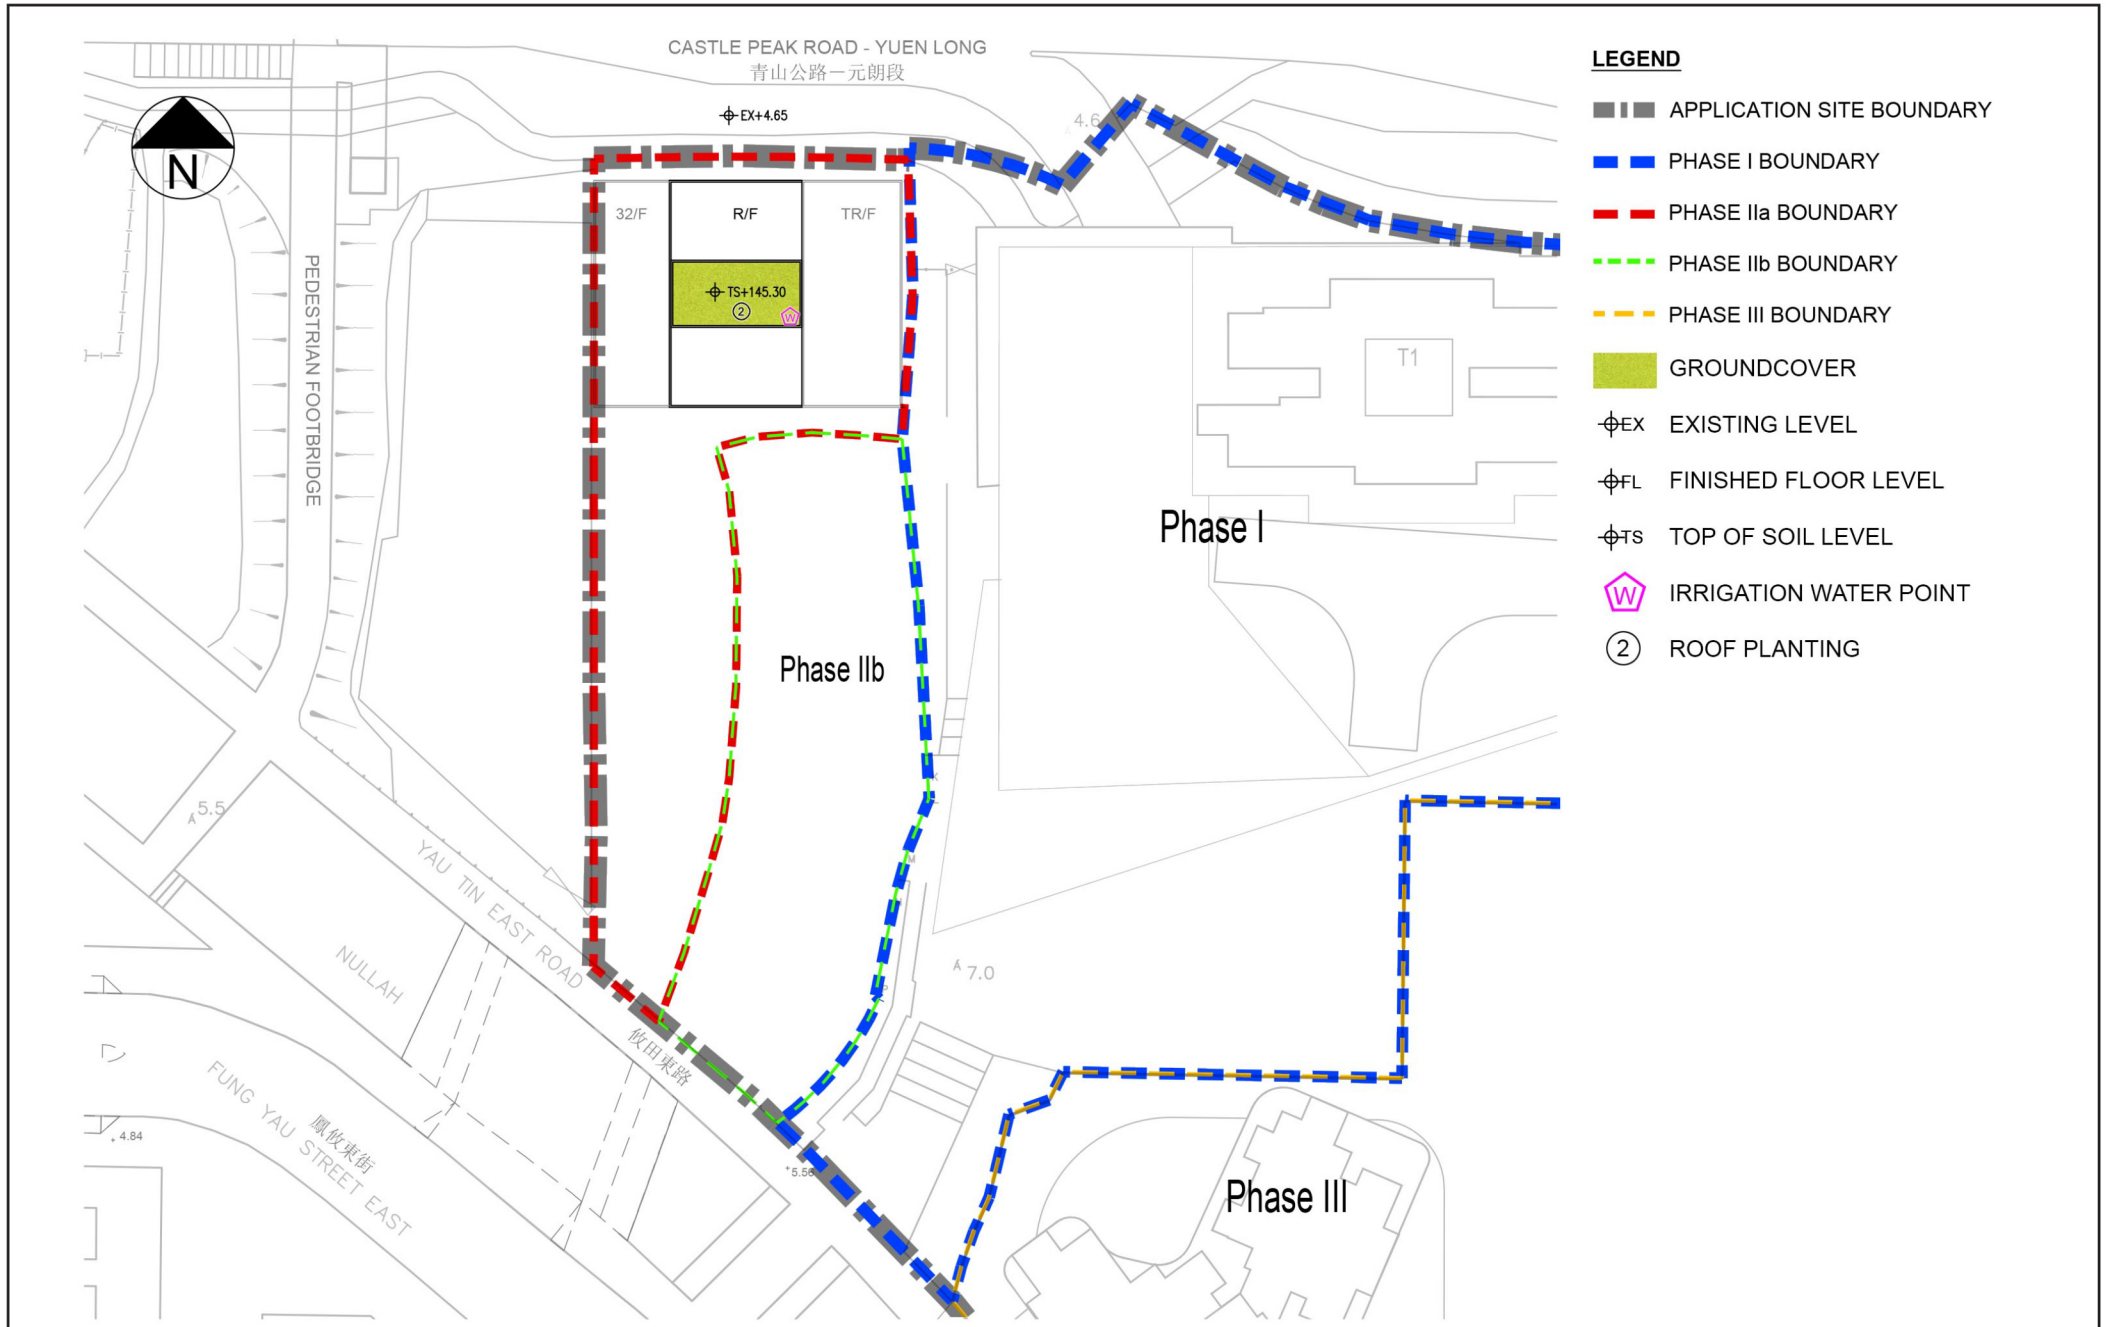 CASTLE PEAK ROAD - YUEN LONG
青山公路－元朗段
EX+4.65
4.6
N
32/F
R/F
TR/F
TS+145.30
2
W
PEDESTRIAN FOOTBRIDGE
T1
Phase I
Phase IIb
5.5
YAU TIN EAST ROAD
攸田東路
NULLAH
7.0
FUNG YAU STREET EAST
鳳攸東街
4.84
5.56
Phase III
LEGEND
APPLICATION SITE BOUNDARY
PHASE I BOUNDARY
PHASE IIa BOUNDARY
PHASE IIb BOUNDARY
PHASE III BOUNDARY
GROUNDCOVER
EX EXISTING LEVEL
FL FINISHED FLOOR LEVEL
TS TOP OF SOIL LEVEL
W IRRIGATION WATER POINT
2 ROOF PLANTING